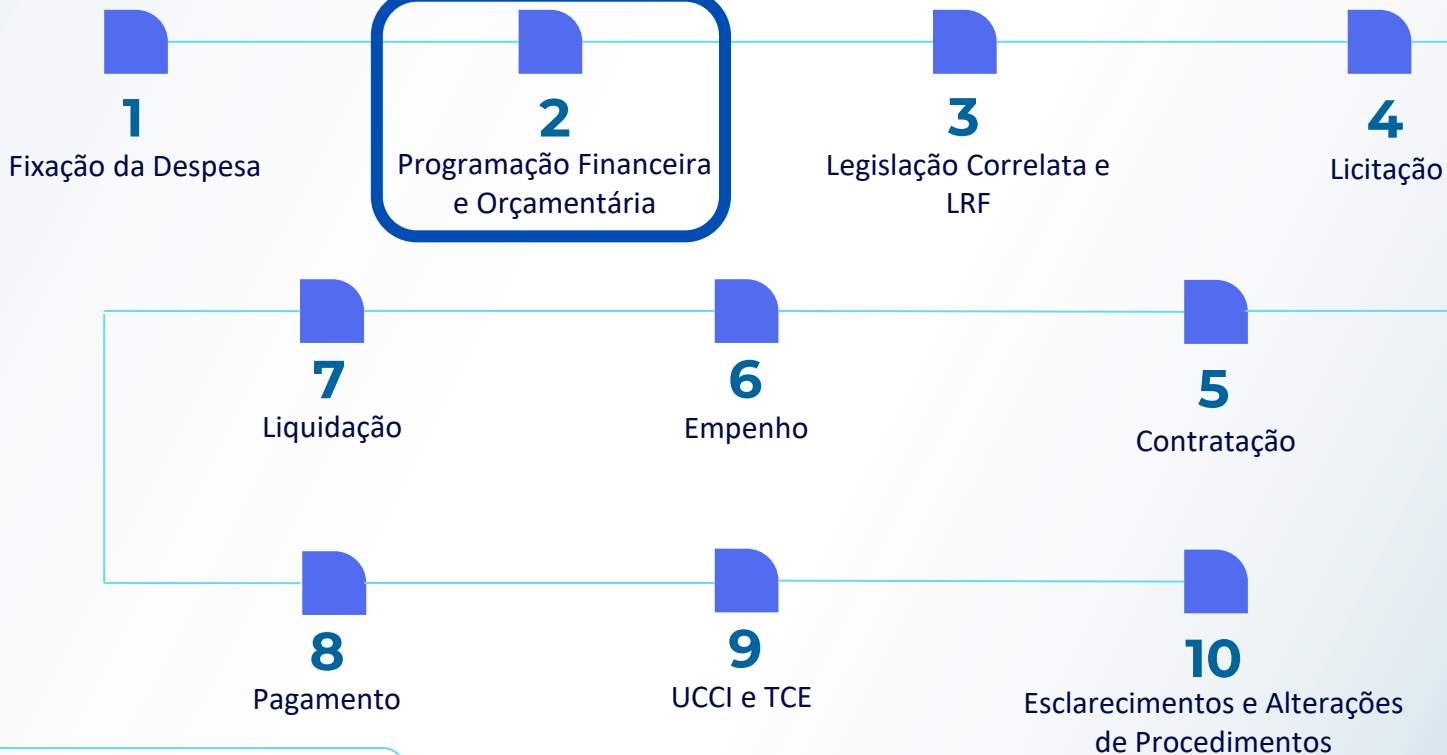 1
Fixação da Despesa
2
Programação Financeira
e Orçamentária
3
Legislação Correlata e
LRF
4
Licitação
5
Contratação
6
Empenho
7
Liquidação
8
Pagamento
9
UCCI e TCE
10
Esclarecimentos e Alterações
de Procedimentos